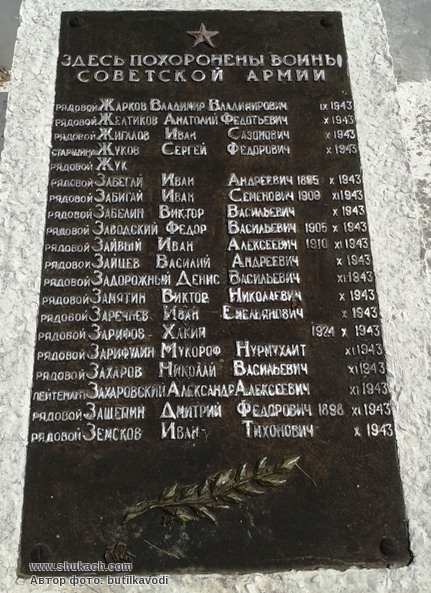 ЗДЕСЬ ПОХОРОНЕНЫ ВОИНЫ
СОВЕТСКОЙ АРМИИ
РЯДОВОЙ ЖАРКОВ ВЛАДИМИР ВЛАДИМИРОВИЧ IX 1943
РЯДОВОЙ ЖЕЛТИКОВ АНАТОЛИЙ ФЕДОТЬЕВИЧ X 1943
РЯДОВОЙ ЖИГЛАОВ ИВАН САЗОНОВИЧ X 1943
СТАРШИНА ЖУКОВ СЕРГЕЙ ФЕДОРОВИЧ X 1943
РЯДОВОЙ ЖУК
РЯДОВОЙ ЗАБЕГАЙ ИВАН АНДРЕЕВИЧ 1895 X 1943
РЯДОВОЙ ЗАБИГАЙ ИВАН СЕМЕНОВИЧ 1909 XI 1943
РЯДОВОЙ ЗАБЕЛИН ВИКТОР ВАСИЛЬЕВИЧ X 1943
РЯДОВОЙ ЗАВОДСКИЙ ФЕДОР ВАСИЛЬЕВИЧ 1905 X 1943
РЯДОВОЙ ЗАЙВЫЙ ИВАН АЛЕКСЕЕВИЧ 1910 XI 1943
РЯДОВОЙ ЗАЙЦЕВ ВАСИЛИЙ АНДРЕЕВИЧ X 1943
РЯДОВОЙ ЗАДОРОЖНЫЙ ДЕНИС ВАСИЛЬЕВИЧ XI 1943
РЯДОВОЙ ЗАМЯТИН ВИКТОР НИКОЛАЕВИЧ X 1943
РЯДОВОЙ ЗАРЕЧНЕВ ИВАН ЕМЕЛЬЯНОВИЧ X 1943
РЯДОВОЙ ЗАРИФОВ ХАКИМ 1924 X 1943
РЯДОВОЙ ЗАРИФУЛИН МУКОРОФ НУРМУХАИТ XI 1943
РЯДОВОЙ ЗАХАРОВ НИКОЛАЙ ВАСИЛЬЕВИЧ XI 1943
ЛЕЙТЕНАНТ ЗАХАРОВСКИЙ АЛЕКСАНДР АЛЕКСЕЕВИЧ XI 1943
РЯДОВОЙ ЗАЩЕПИН ДМИТРИЙ ФЕДОРОВИЧ 1898 XI 1943
РЯДОВОЙ ЗЕМСКОВ ИВАН ТИХОНОВИЧ X 1943
www.shukach.com
Автор фото: butilkavodi